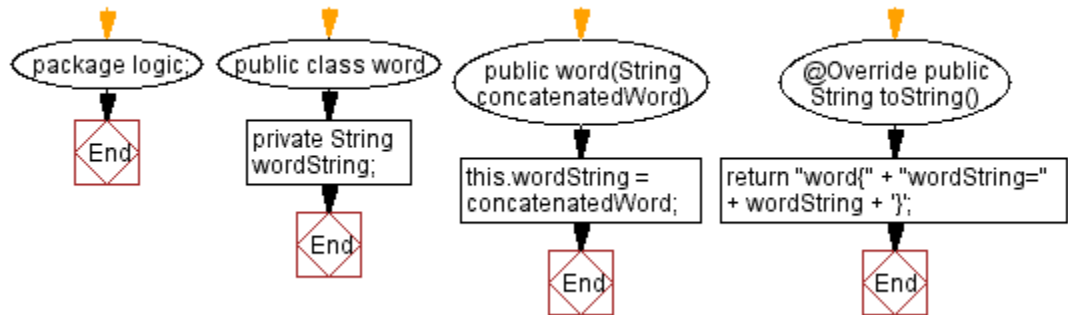 package logic;
End
public class word
private String
wordString;
End
public word(String
concatenatedWord)
this.wordString =
concatenatedWord;
End
@Override public
String toString()
return "word{" + "wordString="
+ wordString + '}';
End